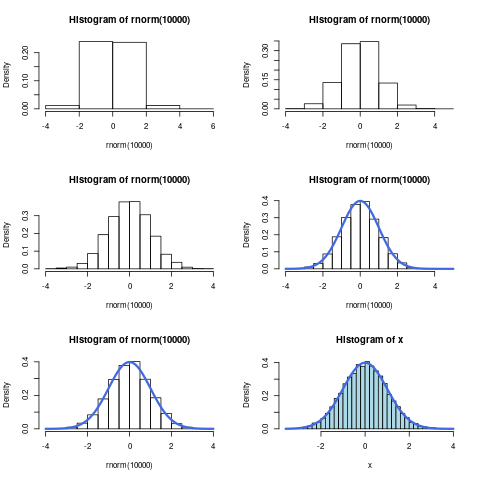 Histogram of rnorm(10000)
Density
0.00 0.10 0.20
-4 -2 0 2 4 6
rnorm(10000)
Histogram of rnorm(10000)
Density
0.00 0.15 0.30
-4 -2 0 2 4
rnorm(10000)
Histogram of rnorm(10000)
Density
0.0 0.1 0.2 0.3
-4 -2 0 2 4
rnorm(10000)
Histogram of rnorm(10000)
Density
0.0 0.1 0.2 0.3 0.4
-4 -2 0 2 4
rnorm(10000)
Histogram of rnorm(10000)
Density
0.0 0.2 0.4
-4 -2 0 2 4
rnorm(10000)
Histogram of x
Density
0.0 0.2 0.4
-2 0 2 4
x